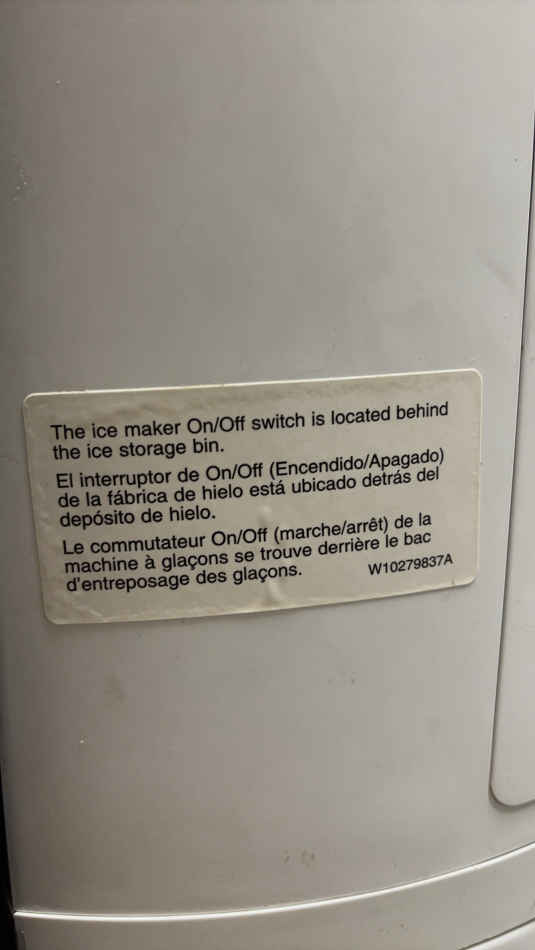 The ice maker On/Off switch is located behind
the ice storage bin.
El interruptor de On/Off (Encendido/Apagado)
de la fábrica de hielo está ubicado detrás del
depósito de hielo.
Le commutateur On/Off (marche/arrêt) de la
machine à glaçons se trouve derrière le bac
d'entreposage des glaçons.
W10279837A